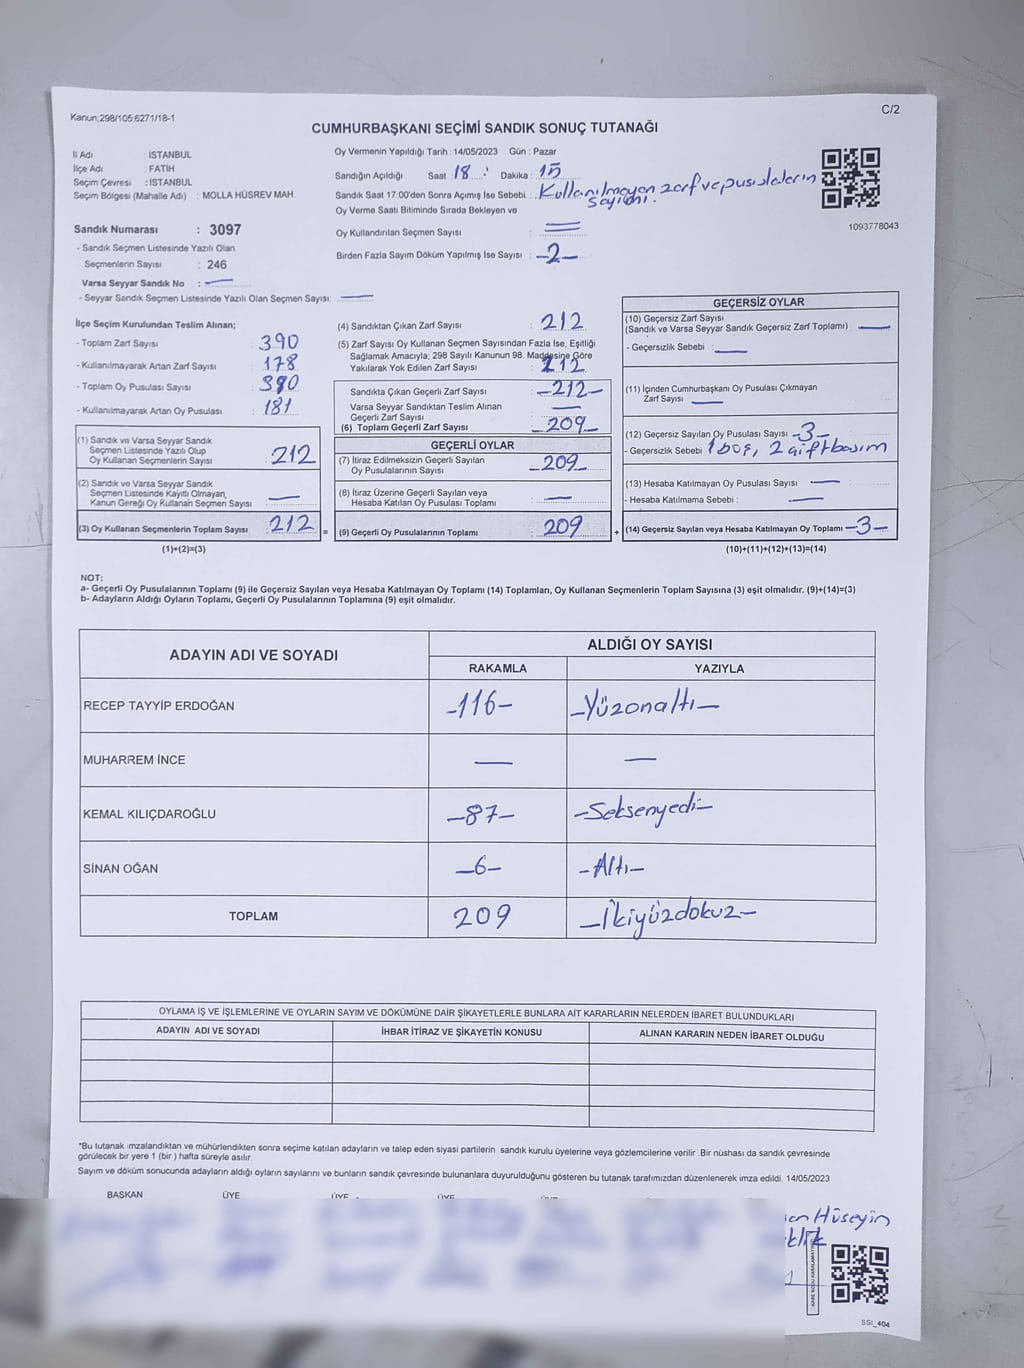 Kanun;298/105;6271/18-1
C/2
CUMHURBAŞKANI SEÇİMİ SANDIK SONUÇ TUTANAĞI
İl Adı : İSTANBUL
İlçe Adı : FATİH
Seçim Çevresi : İSTANBUL
Seçim Bölgesi (Mahalle Adı) : MOLLA HÜSREV MAH.
Sandık Numarası : 3097
- Sandık Seçmen Listesinde Yazılı Olan
Seçmenlerin Sayısı : 246
Varsa Seyyar Sandık No : —
- Seyyar Sandık Seçmen Listesinde Yazılı Olan Seçmen Sayısı: —
Oy Vermenin Yapıldığı Tarih : 14/05/2023 Gün : Pazar
Sandığın Açıldığı Saat : 18 : Dakika : 15
Sandık Saat 17:00'den Sonra Açımış İse Sebebi : Kullanılmayan zarf ve pusulaların
sayımı.
Oy Verme Saati Bitiminde Sırada Bekleyen ve
Oy Kullandırılan Seçmen Sayısı : =
Birden Fazla Sayım Döküm Yapılmış İse Sayısı : -2-
1093778043
İlçe Seçim Kurulundan Teslim Alınan;
- Toplam Zarf Sayısı : 390
- Kullanılmayarak Artan Zarf Sayısı : 178
- Toplam Oy Pusulası Sayısı : 390
- Kullanılmayarak Artan Oy Pusulası : 181
(1) Sandık ve Varsa Seyyar Sandık
Seçmen Listesinde Yazılı Olup
Oy Kullanan Seçmenlerin Sayısı : 212
(2) Sandık ve Varsa Seyyar Sandık
Seçmen Listesinde Kayıtlı Olmayan,
Kanun Gereği Oy Kullanan Seçmen Sayısı : —
(3) Oy Kullanan Seçmenlerin Toplam Sayısı : 212 =
(1)+(2)=(3)
(4) Sandıktan Çıkan Zarf Sayısı : 212
(5) Zarf Sayısı Oy Kullanan Seçmen Sayısından Fazla İse, Eşitliği
Sağlamak Amacıyla; 298 Sayılı Kanunun 98. Maddesine Göre
Yakılarak Yok Edilen Zarf Sayısı : 212
Sandıkta Çıkan Geçerli Zarf Sayısı : -212-
Varsa Seyyar Sandıktan Teslim Alınan
Geçerli Zarf Sayısı : —
(6) Toplam Geçerli Zarf Sayısı : 209
GEÇERLİ OYLAR
(7) İtiraz Edilmeksizin Geçerli Sayılan
Oy Pusulalarının Sayısı : 209
(8) İtiraz Üzerine Geçerli Sayılan veya
Hesaba Katılan Oy Pusulası Toplamı : —
(9) Geçerli Oy Pusulalarının Toplamı : 209 +
GEÇERSİZ OYLAR
(10) Geçersiz Zarf Sayısı
(Sandık ve Varsa Seyyar Sandık Geçersiz Zarf Toplamı) : —
- Geçersizlik Sebebi : —
(11) İçinden Cumhurbaşkanı Oy Pusulası Çıkmayan
Zarf Sayısı : —
(12) Geçersiz Sayılan Oy Pusulası Sayısı : -3-
- Geçersizlik Sebebi : 1 boş, 2 çift basım
(13) Hesaba Katılmayan Oy Pusulası Sayısı : —
- Hesaba Katılmama Sebebi : —
(14) Geçersiz Sayılan veya Hesaba Katılmayan Oy Toplamı : -3-
(10)+(11)+(12)+(13)=(14)
NOT:
a- Geçerli Oy Pusulalarının Toplamı (9) ile Geçersiz Sayılan veya Hesaba Katılmayan Oy Toplamı (14) Toplamları, Oy Kullanan Seçmenlerin Toplam Sayısına (3) eşit olmalıdır. (9)+(14)=(3)
b- Adayların Aldığı Oyların Toplamı, Geçerli Oy Pusulalarının Toplamına (9) eşit olmalıdır.
ADAYIN ADI VE SOYADI
ALDIĞI OY SAYISI
RAKAMLA YAZIYLA
RECEP TAYYİP ERDOĞAN -116- -Yüzonaltı-
MUHARREM İNCE — —
KEMAL KILIÇDAROĞLU -87- -Seksenyedi-
SİNAN OĞAN -6- -Altı-
TOPLAM 209 -İkiyüzdokuz-
OYLAMA İŞ VE İŞLEMLERİNE VE OYLARIN SAYIM VE DÖKÜMÜNE DAİR ŞİKAYETLERLE BUNLARA AİT KARARLARIN NELERDEN İBARET BULUNDUKLARI
ADAYIN ADI VE SOYADI İHBAR İTİRAZ VE ŞİKAYETİN KONUSU ALINAN KARARIN NEDEN İBARET OLDUĞU
*Bu tutanak imzalandıktan ve mühürlendikten sonra seçime katılan adayların ve talep eden siyasi partilerin sandık kurulu üyelerine veya gözlemcilerine verilir. Bir nüshası da sandık çevresinde
görülecek bir yere 1 (bir ) hafta süreyle asılır.
Sayım ve döküm sonucunda adayların aldığı oyların sayılarını ve bunların sandık çevresinde bulunanlara duyurulduğunu gösteren bu tutanak tarafımızdan düzenlenerek imza edildi. 14/05/2023
BAŞKAN ÜYE ÜYE ÜYE ÜYE
Hüseyin
SSI_404